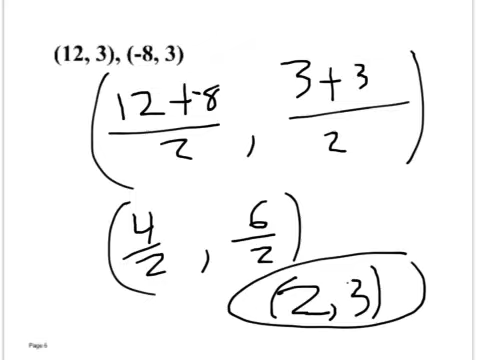 (12, 3), (-8, 3)
(12 + -8 / 2 , 3 + 3 / 2)
(4/2 , 6/2)
(2, 3)
Page 6